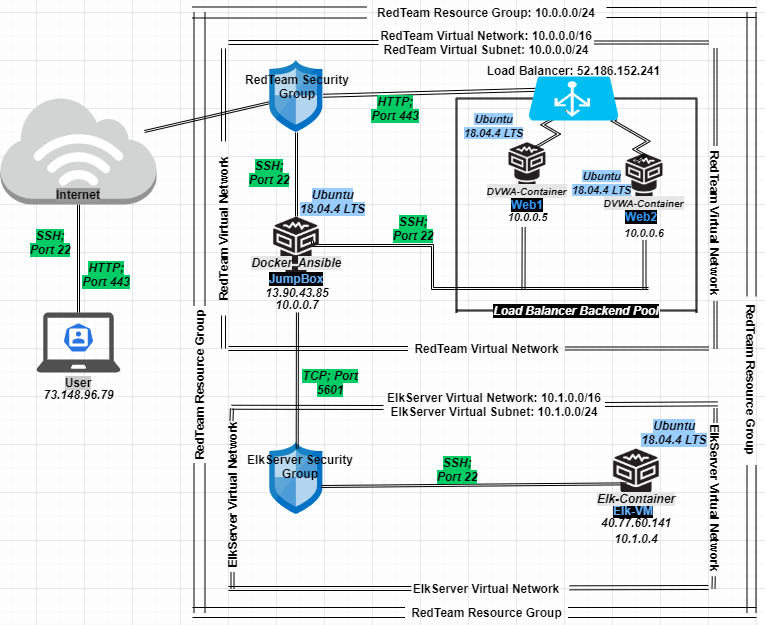 RedTeam Resource Group: 10.0.0.0/24
RedTeam Virtual Network: 10.0.0.0/16
RedTeam Virtual Subnet: 10.0.0.0/24
Load Balancer: 52.186.152.241
RedTeam Security
Group
HTTP;
Port 443
Ubuntu
18.04.4 LTS
DVWA-Container
Web1
10.0.0.5
Ubuntu
18.04.4 LTS
DVWA-Container
Web2
10.0.0.6
Load Balancer Backend Pool
Internet
SSH;
Port 22
HTTP;
Port 443
User
73.148.96.79
SSH;
Port 22
Ubuntu
18.04.4 LTS
SSH;
Port 22
Docker_Ansible
JumpBox
13.90.43.85
10.0.0.7
RedTeam Virtual Network
RedTeam Virtual Network
RedTeam Virtual Network
RedTeam Resource Group
RedTeam Resource Group
TCP; Port
5601
ElkServer Virtual Network: 10.1.0.0/16
ElkServer Virtual Subnet: 10.1.0.0/24
ElkServer Security
Group
SSH;
Port 22
Ubuntu
18.04.4 LTS
Elk-Container
Elk-VM
40.77.60.141
10.1.0.4
ElkServer Virtual Network
ElkServer Virtual Network
ElkServer Virtual Network
RedTeam Resource Group